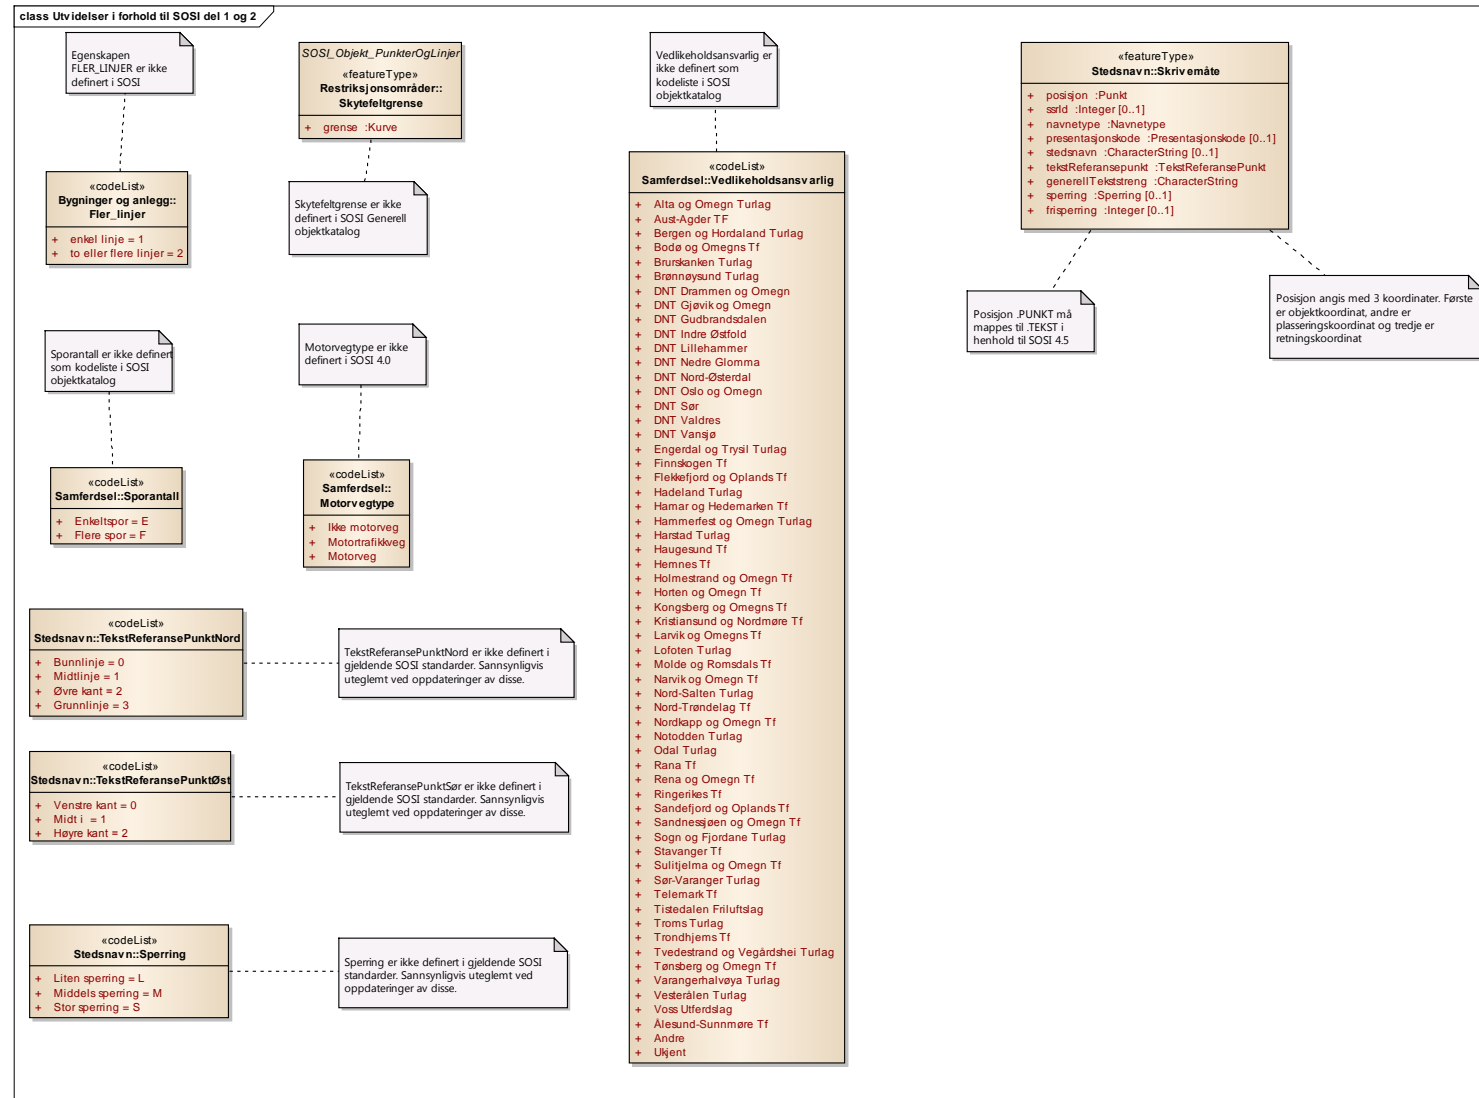 class Utvidelser i forhold til SOSI del 1 og 2
Egenskapen
FLER_LINJER er ikke
definert i SOSI
«codeList»
Bygninger og anlegg::
Fler_linjer
+ enkel linje = 1
+ to eller flere linjer = 2
SOSI_Objekt_PunkterOgLinjer
«featureType»
Restriksjonsområder::
Skytefeltgrense
+ grense :Kurve
Skytefeltgrense er ikke
definert i SOSI Generell
objektkatalog
Sporantall er ikke definert
som kodeliste i SOSI
objektkatalog
«codeList»
Samferdsel::Sporantall
+ Enkeltspor = E
+ Flere spor = F
Motorvegtype er ikke
definert i SOSI 4.0
«codeList»
Samferdsel::
Motorvegtype
+ Ikke motorveg
+ Motortrafikkveg
+ Motorveg
«codeList»
Stedsnavn::TekstReferansePunktNord
+ Bunnlinje = 0
+ Midtlinje = 1
+ Øvre kant = 2
+ Grunnlinje = 3
TekstReferansePunktNord er ikke definert i
gjeldende SOSI standarder. Sannsynligvis
uteglemt ved oppdateringer av disse.
«codeList»
Stedsnavn::TekstReferansePunktØst
+ Venstre kant = 0
+ Midt i = 1
+ Høyre kant = 2
TekstReferansePunktSør er ikke definert i
gjeldende SOSI standarder. Sannsynligvis
uteglemt ved oppdateringer av disse.
«codeList»
Stedsnavn::Sperring
+ Liten sperring = L
+ Middels sperring = M
+ Stor sperring = S
Sperring er ikke definert i gjeldende SOSI
standarder. Sannsynligvis uteglemt ved
oppdateringer av disse.
Vedlikeholdsansvarlig er
ikke definert som
kodeliste i SOSI
objektkatalog
«codeList»
Samferdsel::Vedlikeholdsansvarlig
+ Alta og Omegn Turlag
+ Aust-Agder TF
+ Bergen og Hordaland Turlag
+ Bodø og Omegns Tf
+ Brurskanken Turlag
+ Brønnøysund Turlag
+ DNT Drammen og Omegn
+ DNT Gjøvik og Omegn
+ DNT Gudbrandsdalen
+ DNT Indre Østfold
+ DNT Lillehammer
+ DNT Nedre Glomma
+ DNT Nord-Østerdal
+ DNT Oslo og Omegn
+ DNT Sør
+ DNT Valdres
+ DNT Vansjø
+ Engerdal og Trysil Turlag
+ Finnskogen Tf
+ Flekkefjord og Oplands Tf
+ Hadeland Turlag
+ Hamar og Hedemarken Tf
+ Hammerfest og Omegn Turlag
+ Harstad Turlag
+ Haugesund Tf
+ Hemnes Tf
+ Holmestrand og Omegn Tf
+ Horten og Omegn Tf
+ Kongsberg og Omegns Tf
+ Kristiansund og Nordmøre Tf
+ Larvik og Omegns Tf
+ Lofoten Turlag
+ Molde og Romsdals Tf
+ Narvik og Omegn Tf
+ Nord-Salten Turlag
+ Nord-Trøndelag Tf
+ Nordkapp og Omegn Tf
+ Notodden Turlag
+ Odal Turlag
+ Rana Tf
+ Rena og Omegn Tf
+ Ringerikes Tf
+ Sandefjord og Oplands Tf
+ Sandnessjøen og Omegn Tf
+ Sogn og Fjordane Turlag
+ Stavanger Tf
+ Sulitjelma og Omegn Tf
+ Sør-Varanger Turlag
+ Telemark Tf
+ Tistedalen Friluftslag
+ Troms Turlag
+ Trondhjems Tf
+ Tvedestrand og Vegårdshei Turlag
+ Tønsberg og Omegn Tf
+ Varangerhalvøya Turlag
+ Vesterålen Turlag
+ Voss Utferdslag
+ Ålesund-Sunnmøre Tf
+ Andre
+ Ukjent
«featureType»
Stedsnavn::Skrivemåte
+ posisjon :Punkt
+ ssrId :Integer [0..1]
+ navnetype :Navnetype
+ presentasjonskode :Presentasjonskode [0..1]
+ stedsnavn :CharacterString [0..1]
+ tekstReferansepunkt :TekstReferansePunkt
+ generellTekststreng :CharacterString
+ sperring :Sperring [0..1]
+ frisperring :Integer [0..1]
Posisjon .PUNKT må
mappes til .TEKST i
henhold til SOSI 4.5
Posisjon angis med 3 koordinater. Første
er objektkoordinat, andre er
plasseringskoordinat og tredje er
retningskoordinat